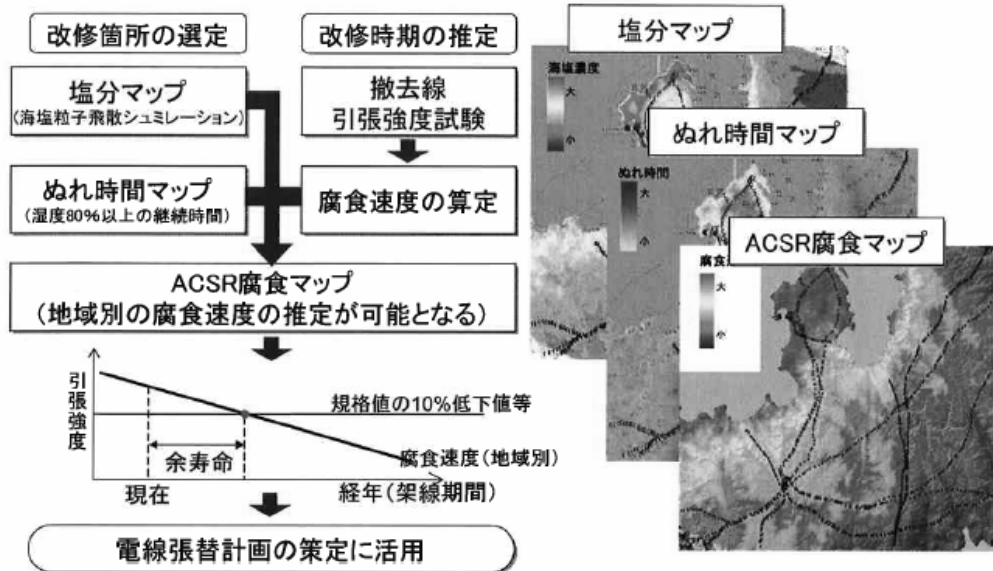 改修箇所の選定
改修時期の推定
塩分マップ
(海塩粒子飛散シュミレーション)
撤去線
引張強度試験
ぬれ時間マップ
(湿度80%以上の継続時間)
腐食速度の算定
ACSR腐食マップ
(地域別の腐食速度の推定が可能となる)
引張強度
規格値の10%低下値等
余寿命
腐食速度(地域別)
現在
経年(架線期間)
電線張替計画の策定に活用
塩分マップ
海塩濃度
大
小
ぬれ時間マップ
ぬれ時間
大
小
ACSR腐食マップ
腐食
大
小